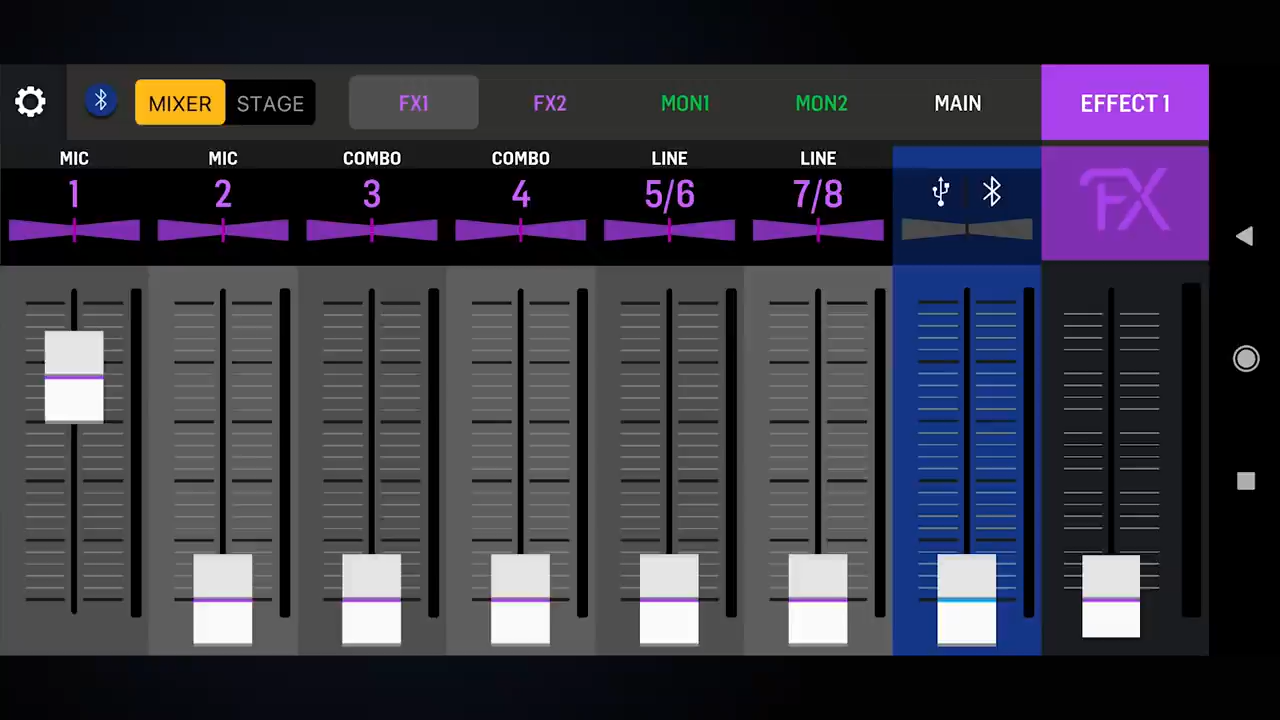 MIXER STAGE FX1 FX2 MON1 MON2 MAIN EFFECT 1
MIC MIC COMBO COMBO LINE LINE
1 2 3 4 5/6 7/8
FX